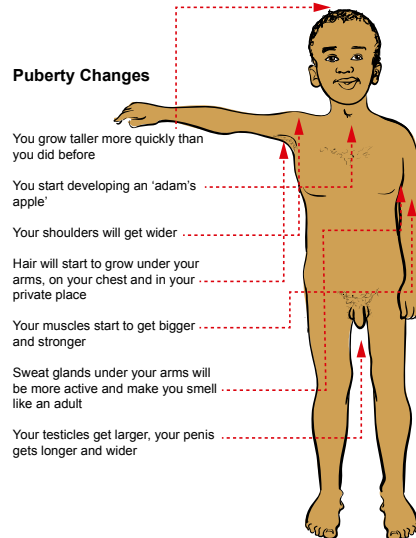 Puberty Changes
You grow taller more quickly than
you did before
You start developing an ‘adam’s
apple’
Your shoulders will get wider
Hair will start to grow under your
arms, on your chest and in your
private place
Your muscles start to get bigger
and stronger
Sweat glands under your arms will
be more active and make you smell
like an adult
Your testicles get larger, your penis
gets longer and wider